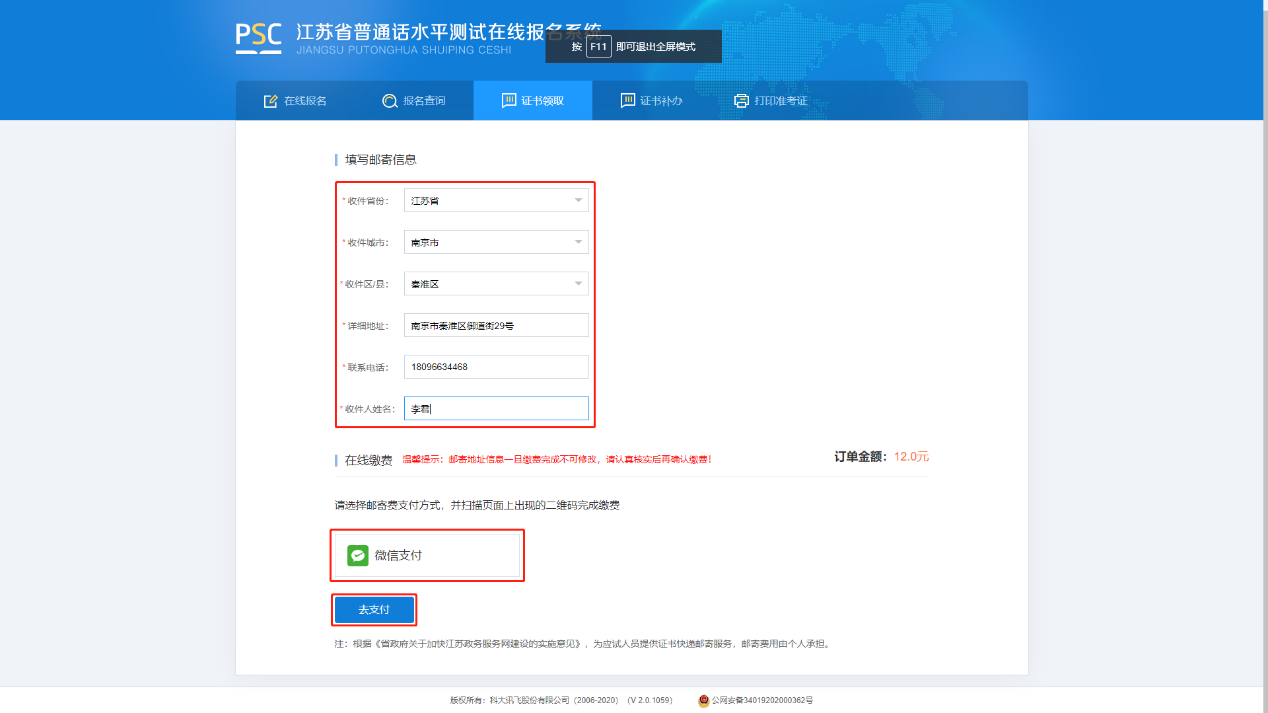 PSC 江苏省普通话水平测试在线报名系统
JIANGSU PUTONGHUA SHUIPING CESHI
按 F11 即可退出全屏模式
在线报名 报名查询 证书领取 证书补办 打印准考证
填写邮寄信息
*收件省份： 江苏省
*收件城市： 南京市
*收件区/县： 秦淮区
*详细地址： 南京市秦淮区御道街29号
*联系电话： 18096634468
*收件人姓名： 李君
在线缴费 温馨提示：邮寄地址信息一旦缴费完成不可修改，请认真核实后再确认缴费！ 订单金额：12.0元
请选择邮寄费支付方式，并扫描页面上出现的二维码完成缴费
微信支付
去支付
注：根据《省政府关于加快江苏政务服务网建设的实施意见》，为应试人员提供证书快递邮寄服务，邮寄费用由个人承担。
版权所有：科大讯飞股份有限公司（2006-2020）（V 2.0.1059） 公网安备34019202000362号